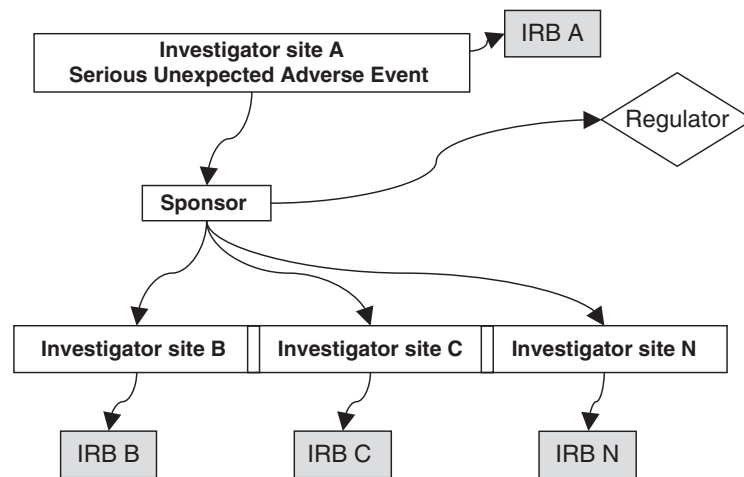 IRB A
Investigator site A
Serious Unexpected Adverse Event
Regulator
Sponsor
Investigator site B
Investigator site C
Investigator site N
IRB B
IRB C
IRB N